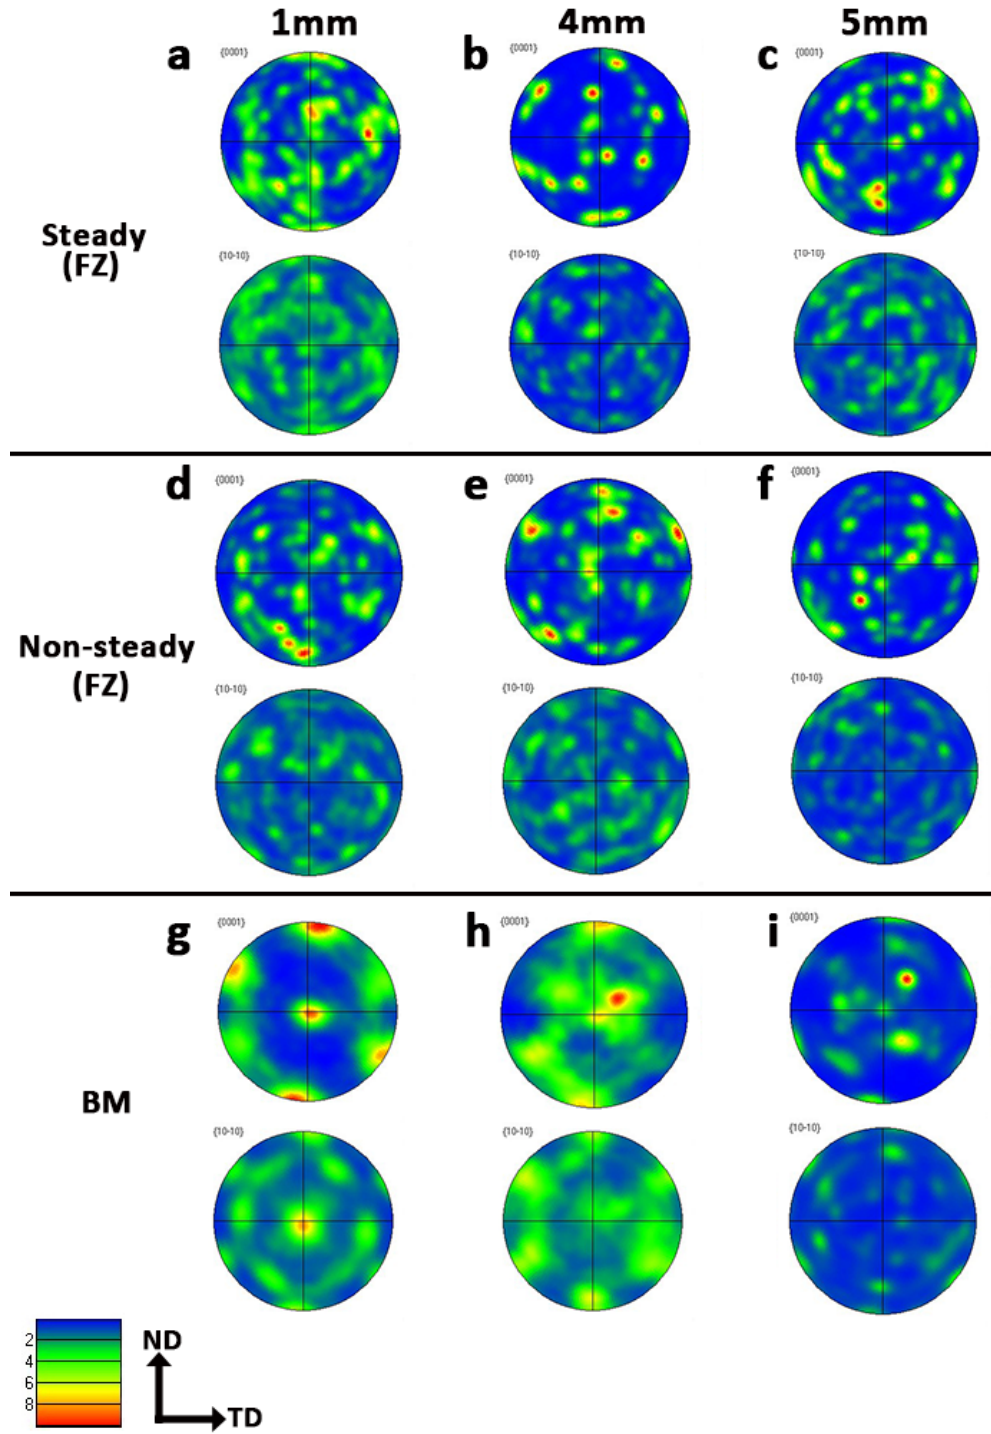 1mm 4mm 5mm
a {0001} b {0001} c {0001}
Steady
(FZ)
{10-10} {10-10} {10-10}
d {0001} e {0001} f {0001}
Non-steady
(FZ)
{10-10} {10-10} {10-10}
g {0001} h {0001} i {0001}
BM
{10-10} {10-10} {10-10}
2
4
6
8
ND
TD